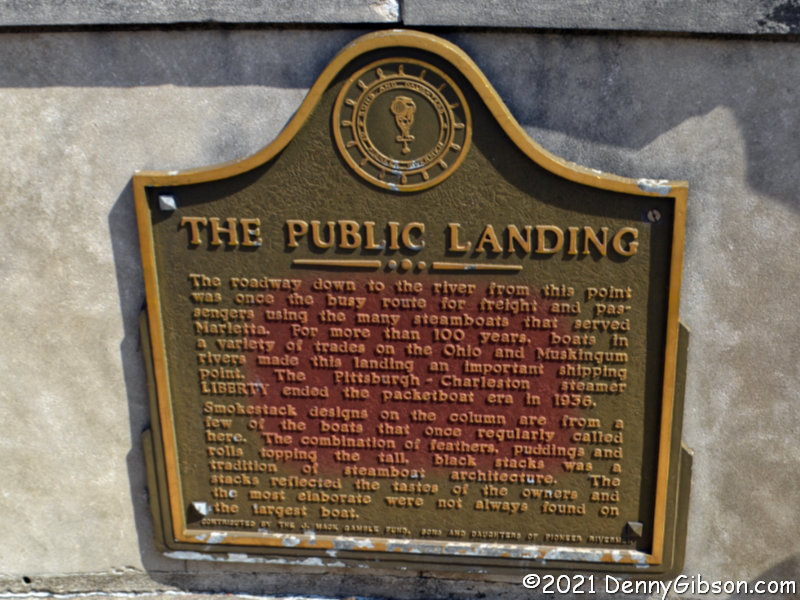 SONS AND DAUGHTERS
OF PIONEER RIVERMEN
THE PUBLIC LANDING
The roadway down to the river from this point
was once the busy route for freight and pas-
sengers using the many steamboats that served
Marietta. For more than 100 years, boats in
a variety of trades on the Ohio and Muskingum
rivers made this landing an important shipping
point. The Pittsburgh-Charleston steamer
LIBERTY ended the packetboat era in 1936.
Smokestack designs on the column are from a
few of the boats that once regularly called
here. The combination of feathers, puddings and
rolls topping the tall, black stacks was a
tradition of steamboat architecture. The
stacks reflected the tastes of the owners and
the most elaborate were not always found on
the largest boat.
CONTRIBUTED BY THE J. MACK GAMBLE FUND, SONS AND DAUGHTERS OF PIONEER RIVERMEN
©2021 DennyGibson.com